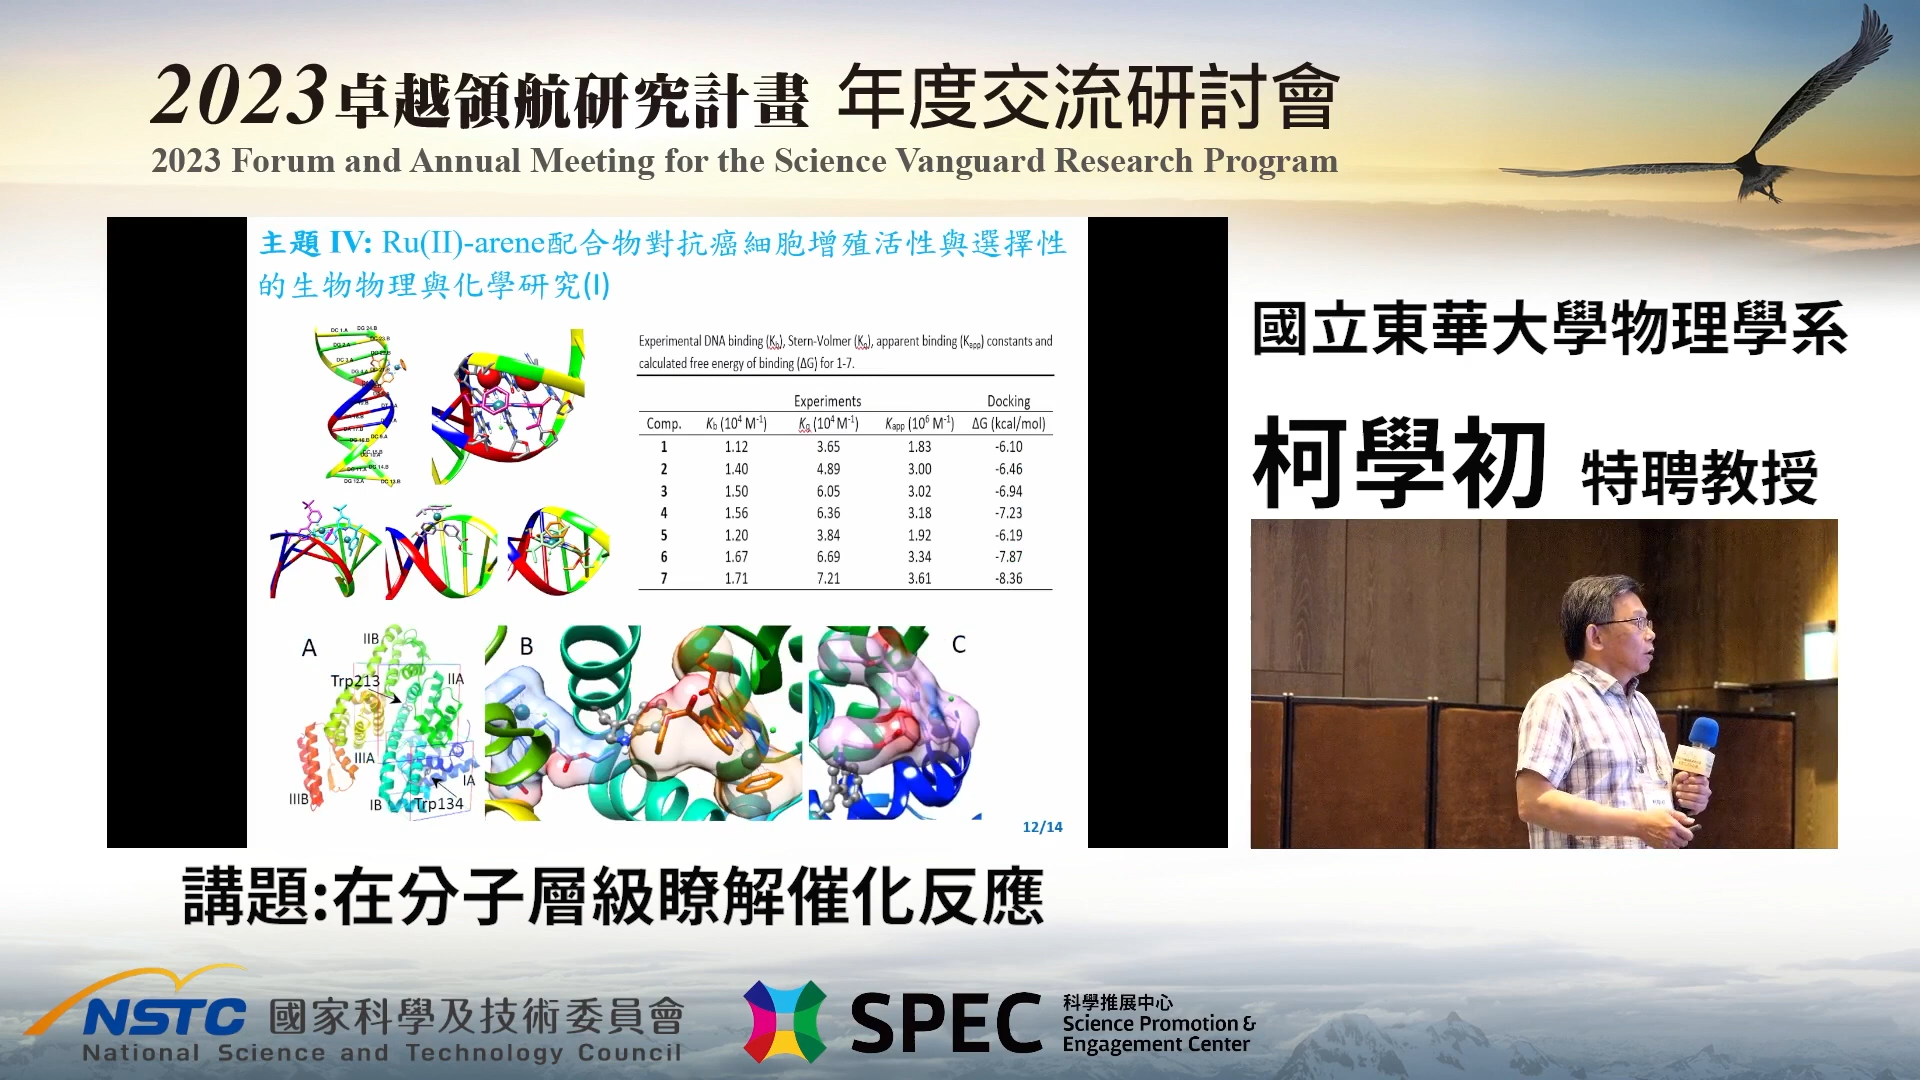 2023卓越領航研究計畫 年度交流研討會
2023 Forum and Annual Meeting for the Science Vanguard Research Program
主題 IV: Ru(II)-arene配合物對抗癌細胞增殖活性與選擇性
的生物物理與化學研究(I)
Experimental DNA binding (Kb), Stern-Volmer (Kq), apparent binding (Kapp) constants and
calculated free energy of binding (ΔG) for 1-7.
Experiments Docking
Comp. Kb (10⁴ M⁻¹) Kq (10⁴ M⁻¹) Kapp (10⁶ M⁻¹) ΔG (kcal/mol)
1 1.12 3.65 1.83 -6.10
2 1.40 4.89 3.00 -6.46
3 1.50 6.05 3.02 -6.94
4 1.56 6.36 3.18 -7.23
5 1.20 3.84 1.92 -6.19
6 1.67 6.69 3.34 -7.87
7 1.71 7.21 3.61 -8.36
A
IIB
Trp213
IIA
IIIA
IA
IIIB
IB
Trp134
B
C
12/14
國立東華大學物理學系
柯學初 特聘教授
講題:在分子層級瞭解催化反應
NSTC 國家科學及技術委員會
National Science and Technology Council
SPEC
科學推展中心
Science Promotion &
Engagement Center